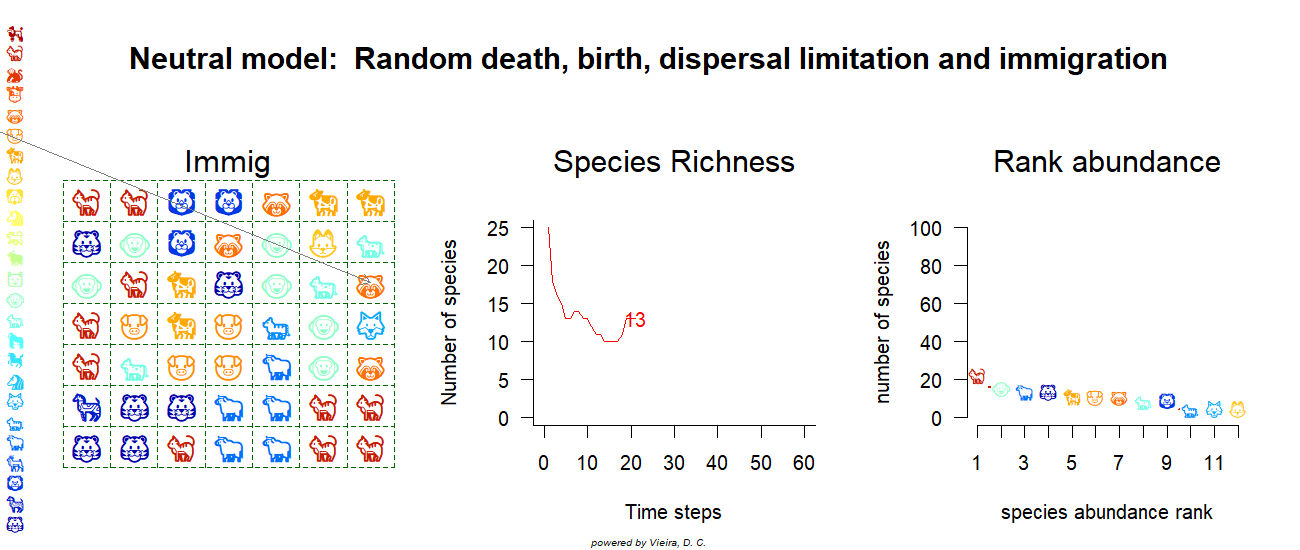 Neutral model:  Random death, birth, dispersal limitation and immigration
Immig
Species Richness
Rank abundance
Number of species
25
20
15
10
5
0
13
0 10 20 30 40 50 60
Time steps
number of species
100
80
60
40
20
0
1 3 5 7 9 11
species abundance rank
powered by Vieira, D. C.